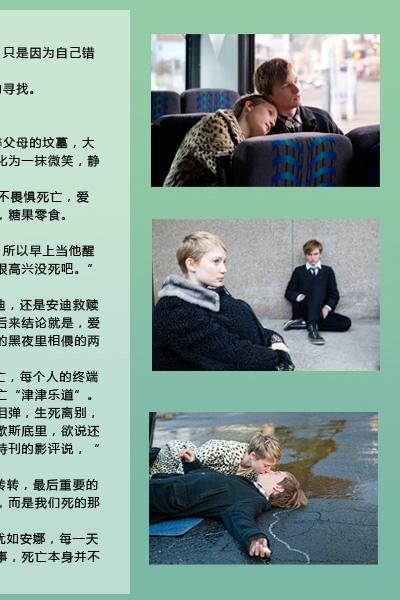 只是因为自己错
寻找。
父母的坟墓，大
化为一抹微笑，静
不畏惧死亡，爱
，糖果零食。
所以早上当他醒
很高兴没死吧。”
迪，还是安迪救赎
后来结论就是，爱
的黑夜里相偎的两
亡，每个人的终端
亡“津津乐道”。
泪弹，生死离别，
歇斯底里，欲说还
特刊的影评说，“
转转，最后重要的
，而是我们死的那
尤如安娜，每一天
事，死亡本身并不